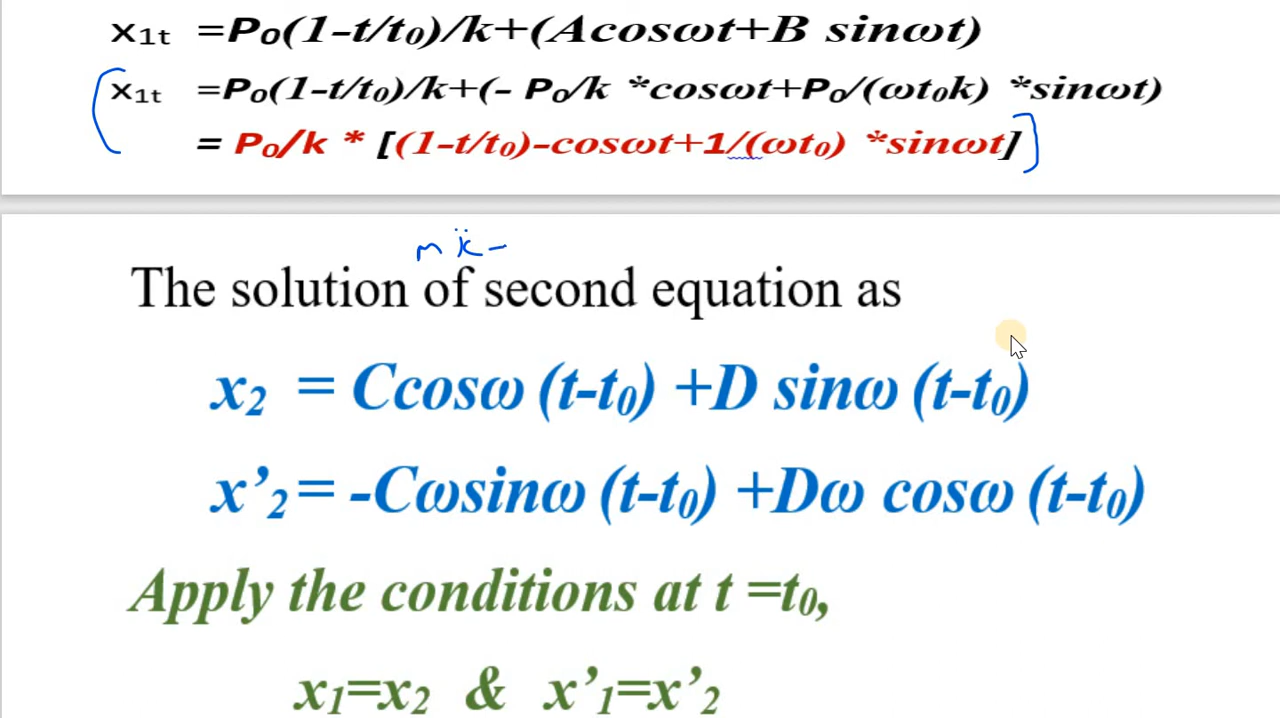 x₁ₜ =P₀(1-t/t₀)/k+(Acosωt+B sinωt)
x₁ₜ =P₀(1-t/t₀)/k+(- P₀/k *cosωt+P₀/(ωt₀k) *sinωt)
= P₀/k * [(1-t/t₀)-cosωt+1/(ωt₀) *sinωt]
mẍ-
The solution of second equation as
x₂ = Ccosω (t-t₀) +D sinω (t-t₀)
x’₂ = -Cωsinω (t-t₀) +Dω cosω (t-t₀)
Apply the conditions at t =t₀,
x₁=x₂ & x’₁=x’₂